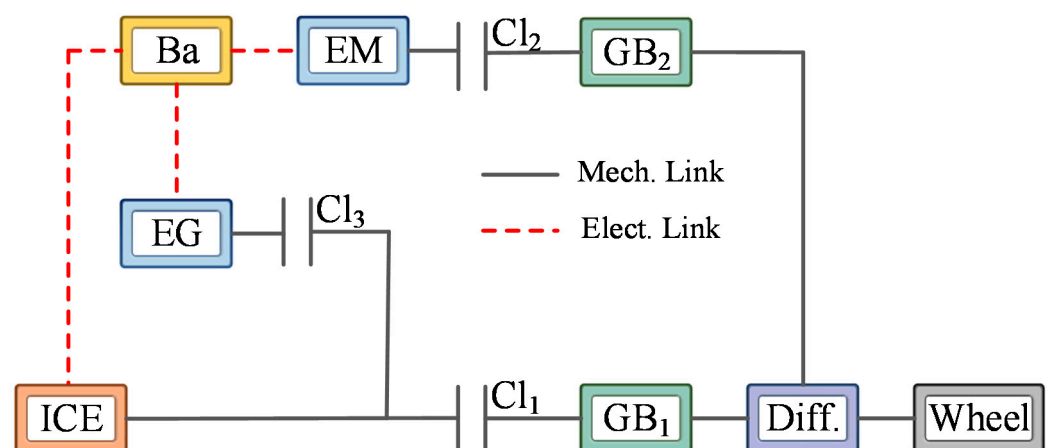 Ba
EM
Cl₂
GB₂
Mech. Link
EG
Cl₃
Elect. Link
ICE
Cl₁
GB₁
Diff.
Wheel